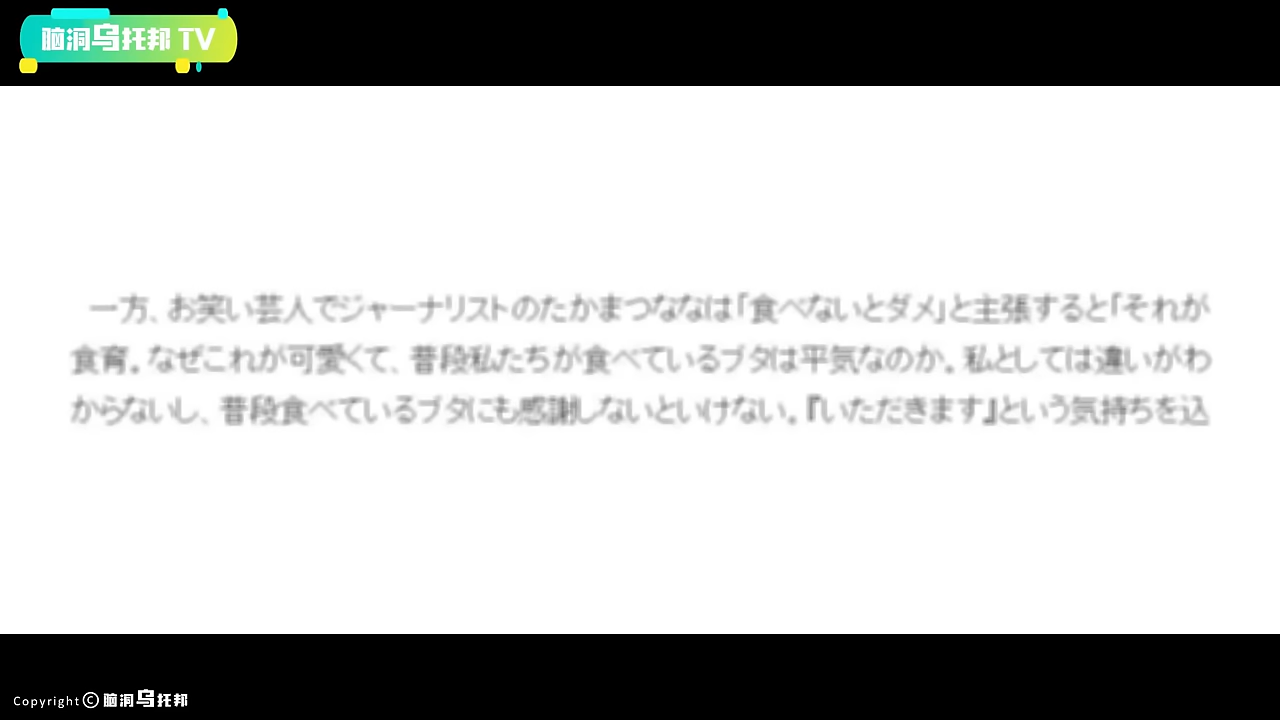 脑洞乌托邦 TV
一方、お笑い芸人でジャーナリストのたかまつななは「食べないとダメ」と主張すると「それが
食育。なぜこれが可愛くて、普段私たちが食べているブタは平気なのか。私としては違いがわ
からないし、普段食べているブタにも感謝しないといけない。『いただきます』という気持ちを込
Copyright © 脑洞乌托邦